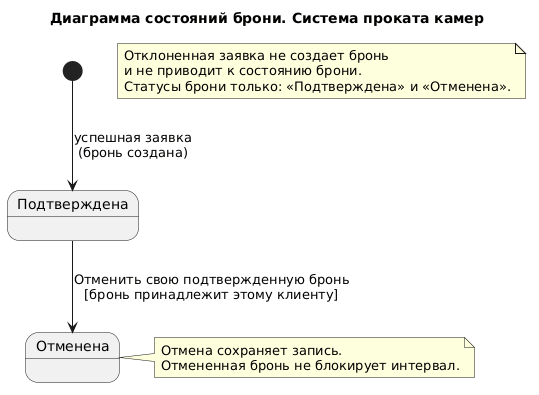 Диаграмма состояний брони. Система проката камер
Отклоненная заявка не создает бронь
и не приводит к состоянию брони.
Статусы брони только: «Подтверждена» и «Отменена».
успешная заявка
(бронь создана)
Подтверждена
Отменить свою подтвержденную бронь
[бронь принадлежит этому клиенту]
Отменена
Отмена сохраняет запись.
Отмененная бронь не блокирует интервал.